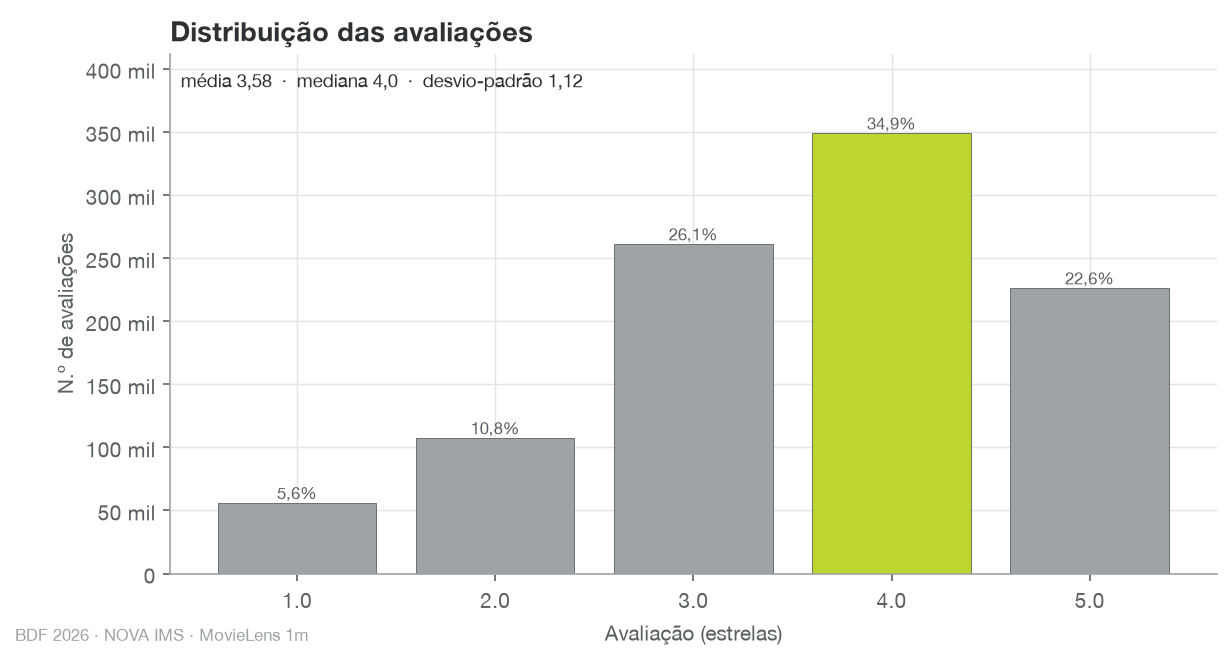 Distribuição das avaliações
média 3,58 · mediana 4,0 · desvio-padrão 1,12
N.º de avaliações
400 mil
350 mil
300 mil
250 mil
200 mil
150 mil
100 mil
50 mil
0
5,6%
10,8%
26,1%
34,9%
22,6%
1.0 2.0 3.0 4.0 5.0
Avaliação (estrelas)
BDF 2026 · NOVA IMS · MovieLens 1m